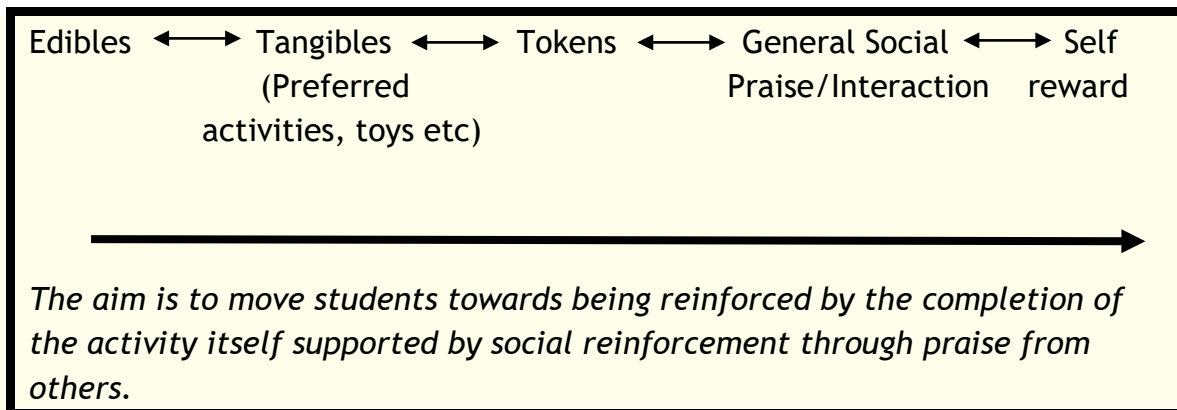 Edibles Tangibles Tokens General Social Self
(Preferred Praise/Interaction reward
activities, toys etc)
The aim is to move students towards being reinforced by the completion of
the activity itself supported by social reinforcement through praise from
others.